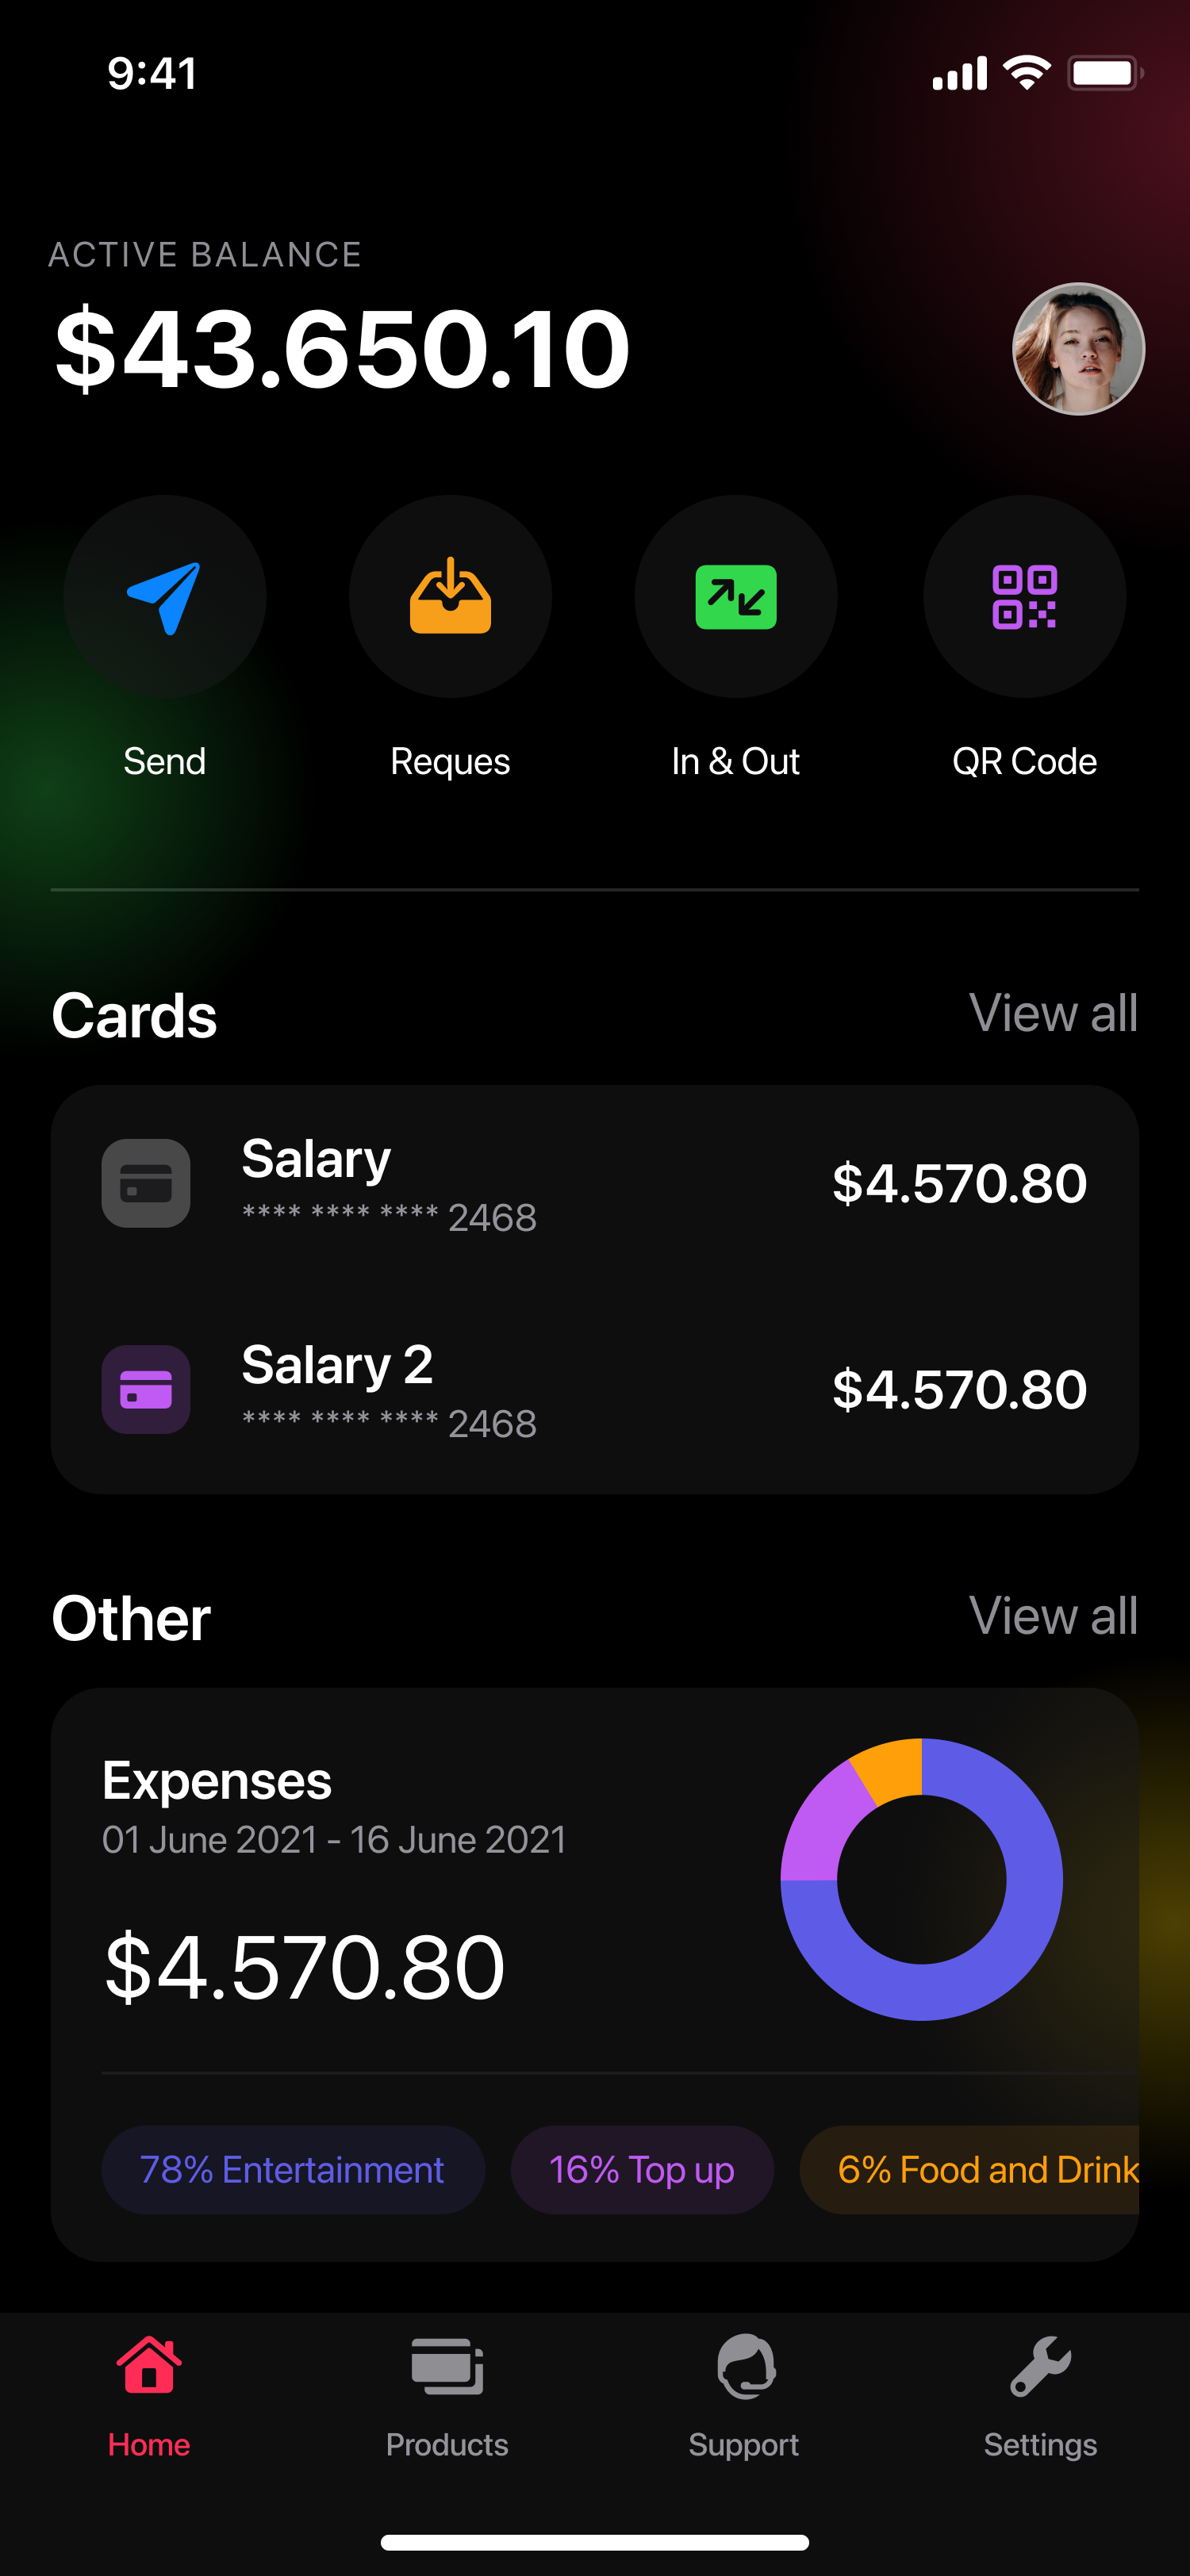 9:41
ACTIVE BALANCE
$43.650.10
Send
Reques
In & Out
QR Code
Cards
View all
Salary
$4.570.80
**** **** **** 2468
Salary 2
$4.570.80
**** **** **** 2468
Other
View all
Expenses
01 June 2021 - 16 June 2021
$4.570.80
78% Entertainment
16% Top up
6% Food and Drink
Home
Products
Support
Settings